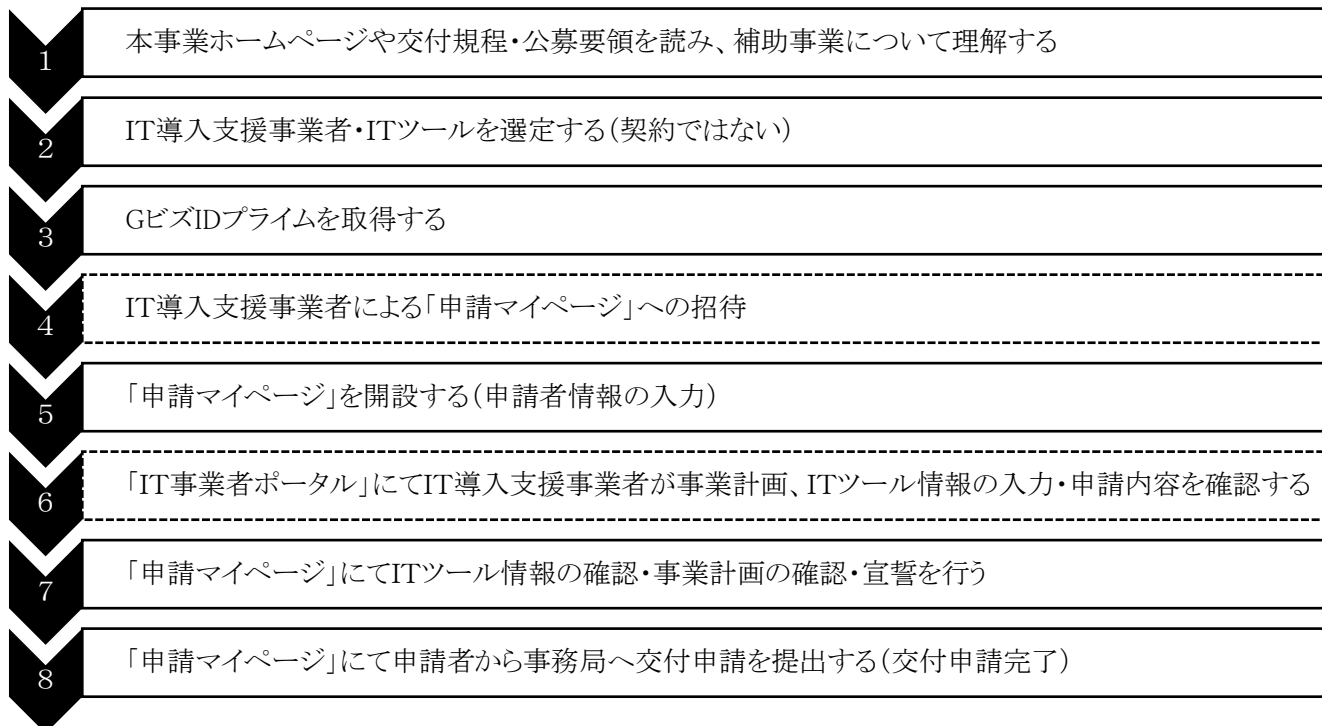 1
本事業ホームページや交付規程・公募要領を読み、補助事業について理解する
2
IT導入支援事業者・ITツールを選定する(契約ではない)
3
GビズIDプライムを取得する
4
IT導入支援事業者による「申請マイページ」への招待
5
「申請マイページ」を開設する(申請者情報の入力)
6
「IT事業者ポータル」にてIT導入支援事業者が事業計画、ITツール情報の入力・申請内容を確認する
7
「申請マイページ」にてITツール情報の確認・事業計画の確認・宣誓を行う
8
「申請マイページ」にて申請者から事務局へ交付申請を提出する(交付申請完了)